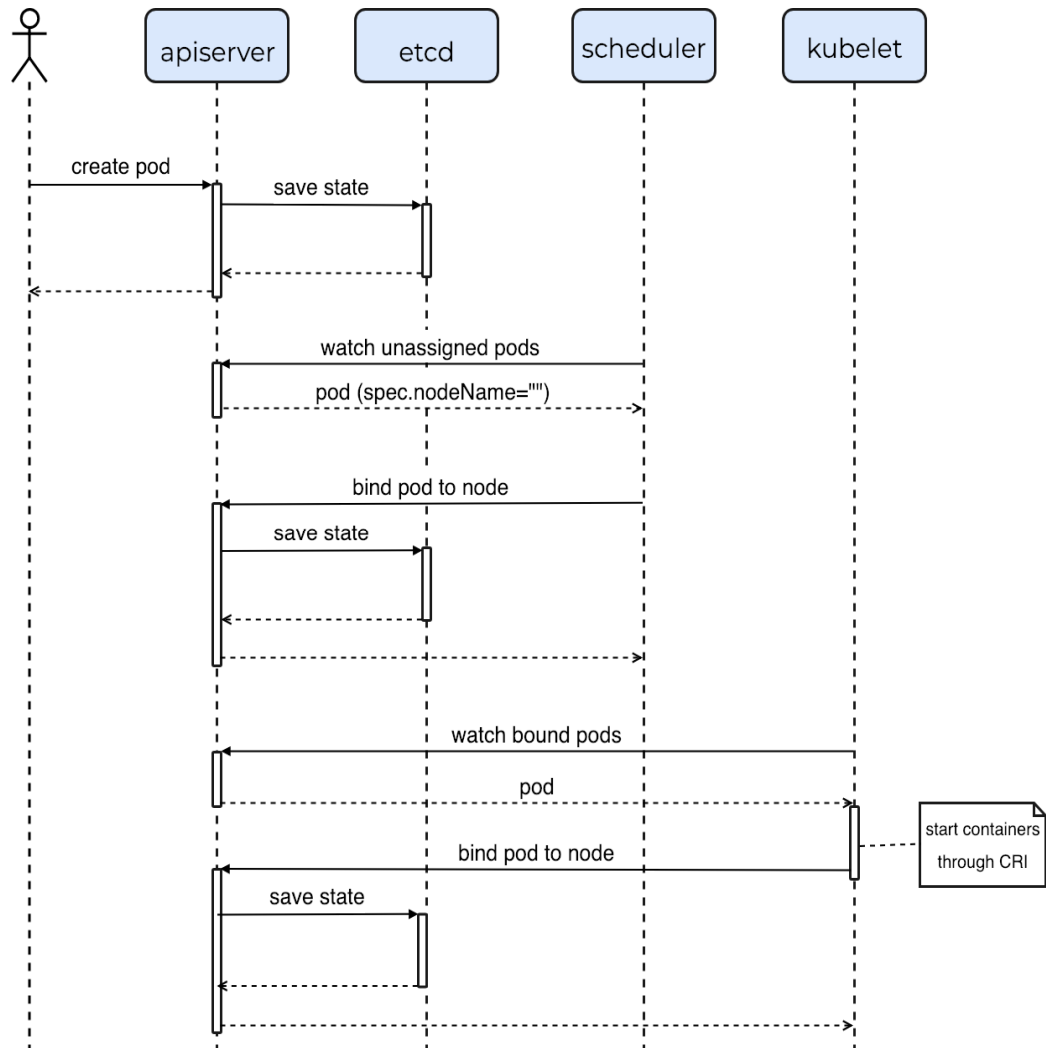 apiserver
etcd
scheduler
kubelet
create pod
save state
watch unassigned pods
pod (spec.nodeName="")
bind pod to node
save state
watch bound pods
pod
start containers
through CRI
bind pod to node
save state